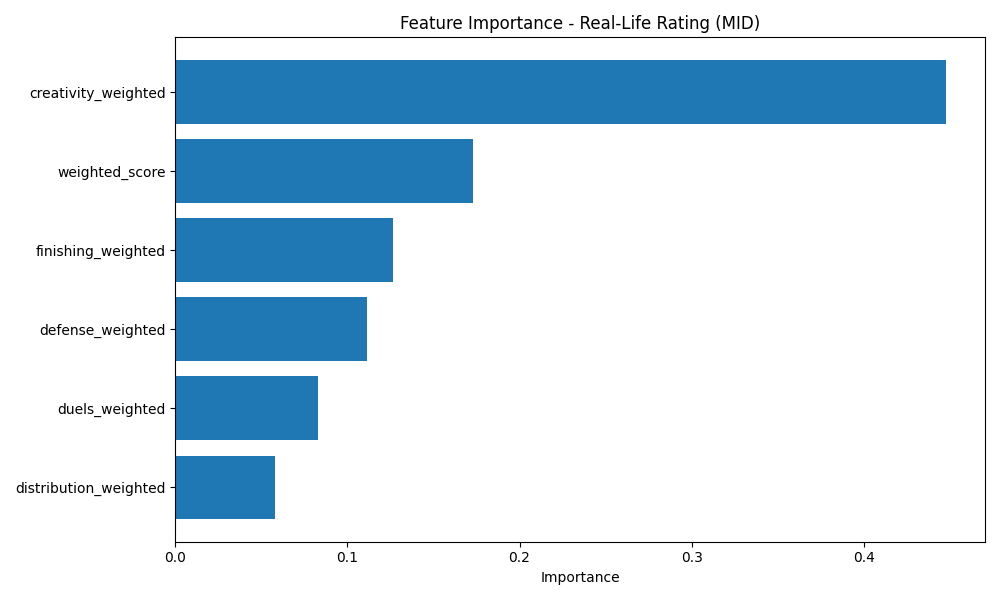 Feature Importance - Real-Life Rating (MID)
creativity_weighted
weighted_score
finishing_weighted
defense_weighted
duels_weighted
distribution_weighted
0.0 0.1 0.2 0.3 0.4
Importance